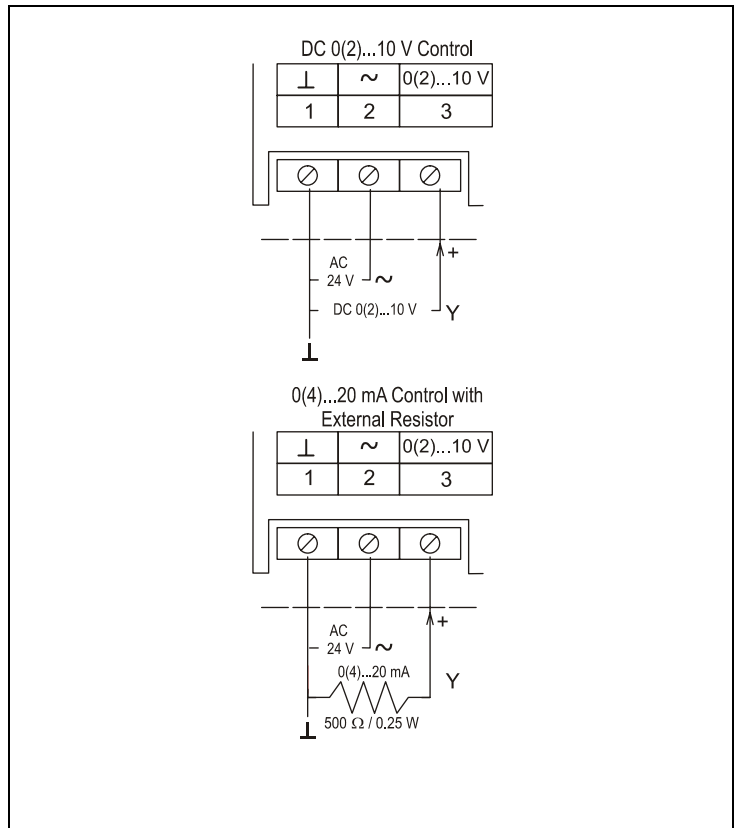 DC 0(2)...10 V Control
⊥ ~ 0(2)...10 V
1 2 3
+
AC
24 V ~
DC 0(2)...10 V Y
⊥
0(4)...20 mA Control with
External Resistor
⊥ ~ 0(2)...10 V
1 2 3
+
AC
24 V ~
0(4)...20 mA
Y
500 Ω / 0.25 W
⊥